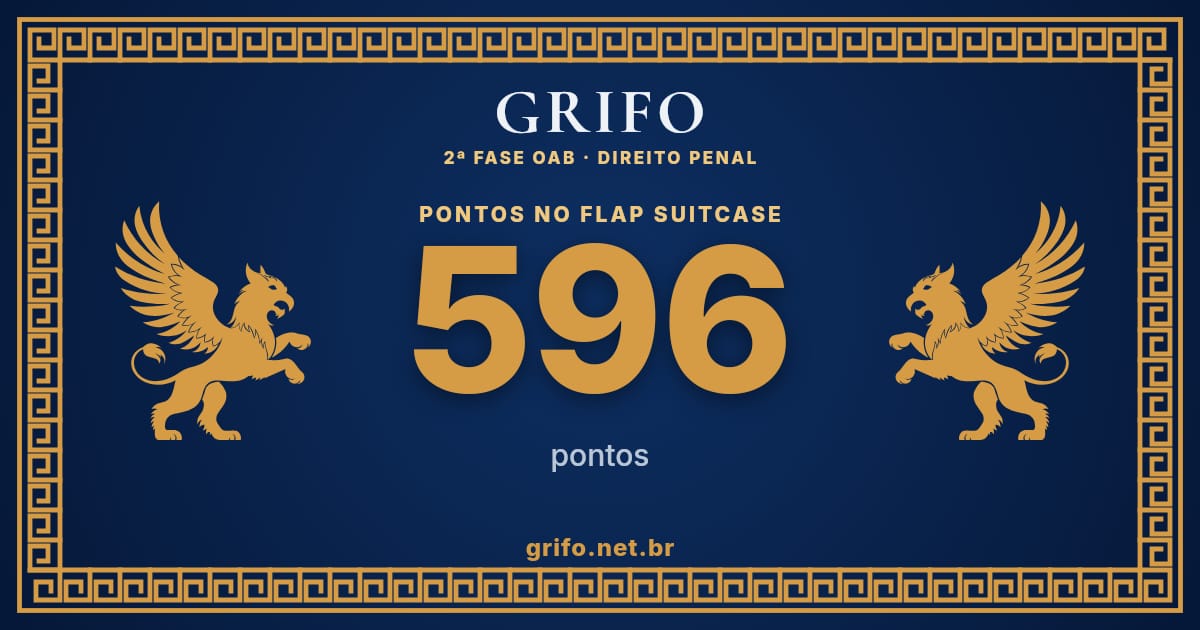 GRIFO
2ª FASE OAB · DIREITO PENAL
PONTOS NO FLAP SUITCASE
596
pontos
grifo.net.br